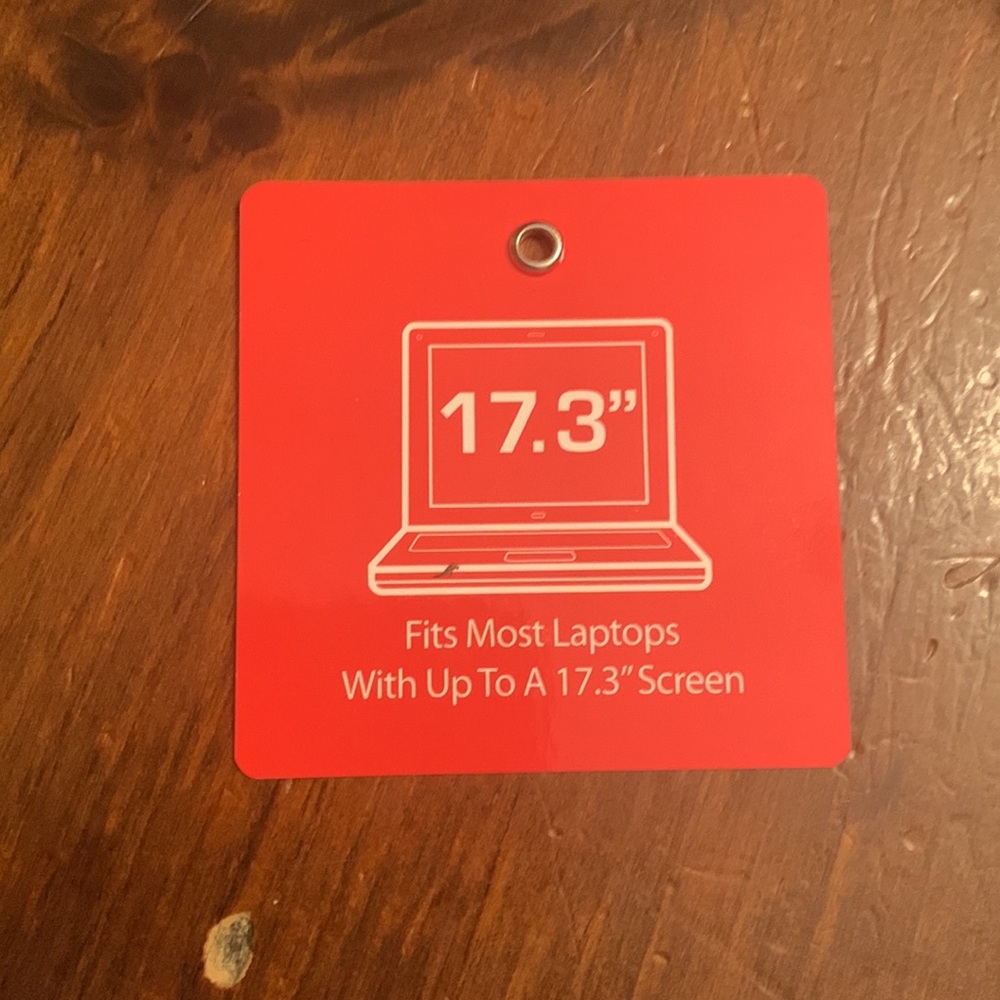 17.3”
Fits Most Laptops
With Up To A 17.3” Screen